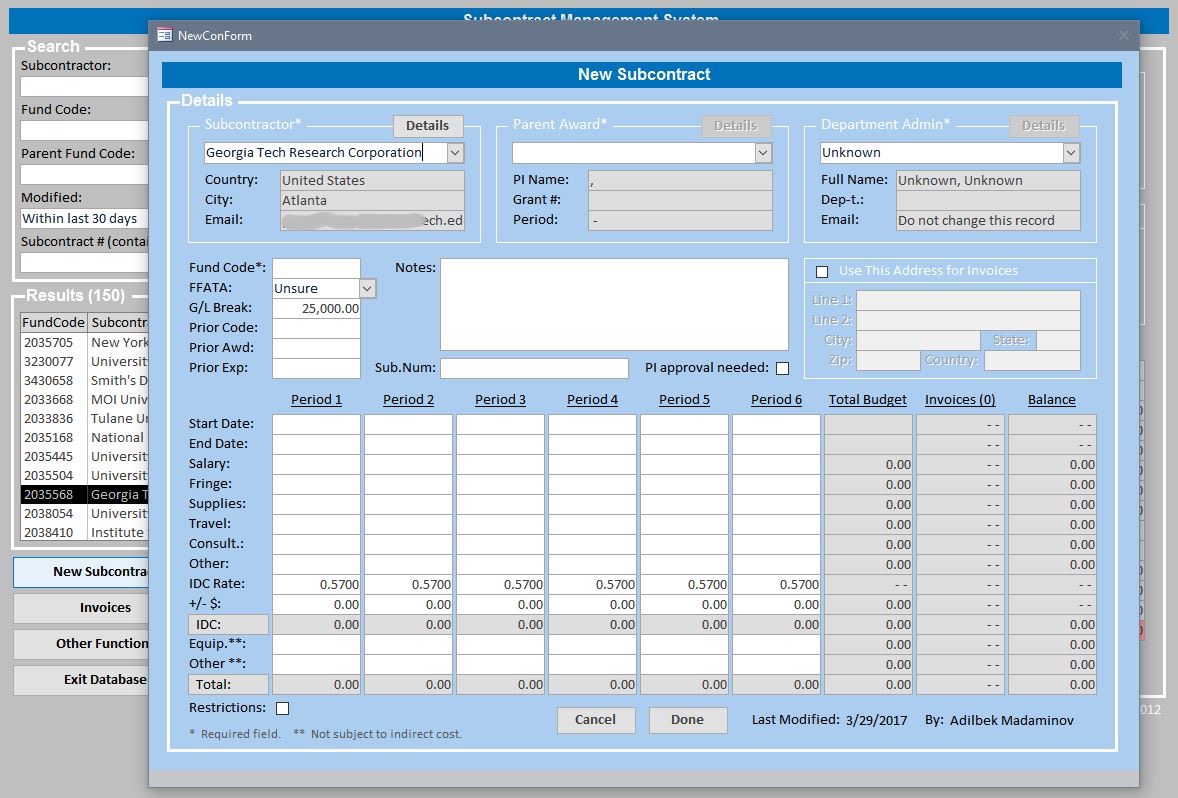 Subcontract Management System
NewConForm
Search
Subcontractor:
Fund Code:
Parent Fund Code:
Modified:
Within last 30 days
Subcontract # (contai
Results (150)
FundCode Subcontr
2035705 New York
3230077 Universit
3430658 Smith's D
2033668 MOI Univ
2033836 Tulane Un
2035168 National
2035445 Universit
2035504 Universit
2035568 Georgia T
2038054 Universit
2038410 Institute
New Subcontra
Invoices
Other Function
Exit Database
New Subcontract
Details
Subcontractor* Details
Georgia Tech Research Corporation
Country: United States
City: Atlanta
Email: ech.ed
Parent Award* Details
PI Name: ,
Grant #:
Period: -
Department Admin* Details
Unknown
Full Name: Unknown, Unknown
Dep-t.:
Email: Do not change this record
Fund Code*:
FFATA: Unsure
G/L Break: 25,000.00
Prior Code:
Prior Awd:
Prior Exp:
Notes:
Sub.Num: PI approval needed:
Use This Address for Invoices
Line 1:
Line 2:
City: State:
Zip: Country:
Period 1 Period 2 Period 3 Period 4 Period 5 Period 6 Total Budget Invoices (0) Balance
Start Date: - - - -
End Date: - - - -
Salary: 0.00 - - 0.00
Fringe: 0.00 - - 0.00
Supplies: 0.00 - - 0.00
Travel: 0.00 - - 0.00
Consult.: 0.00 - - 0.00
Other: 0.00 - - 0.00
IDC Rate: 0.5700 0.5700 0.5700 0.5700 0.5700 0.5700 - - - - - -
+/- $: 0.00 0.00 0.00 0.00 0.00 0.00 0.00 - - 0.00
IDC: 0.00 0.00 0.00 0.00 0.00 0.00 0.00 - - 0.00
Equip.**: 0.00 - - 0.00
Other **: 0.00 - - 0.00
Total: 0.00 0.00 0.00 0.00 0.00 0.00 0.00 - - 0.00
Restrictions:
* Required field. ** Not subject to indirect cost.
Cancel Done
Last Modified: 3/29/2017 By: Adilbek Madaminov
012